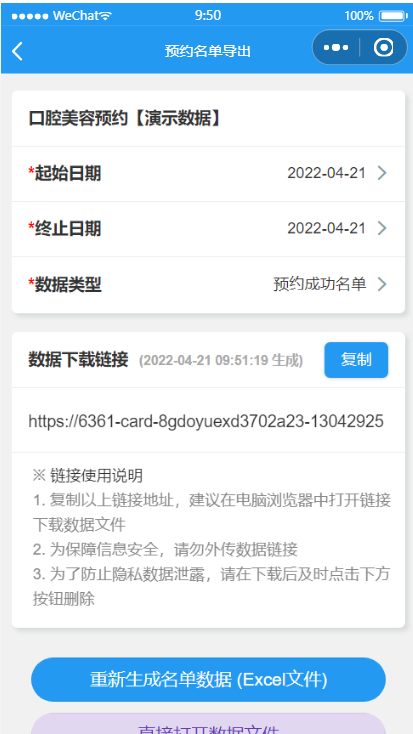 WeChat
9:50
100%
预约名单导出
口腔美容预约【演示数据】
*起始日期
2022-04-21
*终止日期
2022-04-21
*数据类型
预约成功名单
数据下载链接 (2022-04-21 09:51:19 生成)
复制
https://6361-card-8gdoyuexd3702a23-13042925
※ 链接使用说明
1. 复制以上链接地址，建议在电脑浏览器中打开链接
下载数据文件
2. 为保障信息安全，请勿外传数据链接
3. 为了防止隐私数据泄露，请在下载后及时点击下方
按钮删除
重新生成名单数据 (Excel文件)
直接打开数据文件